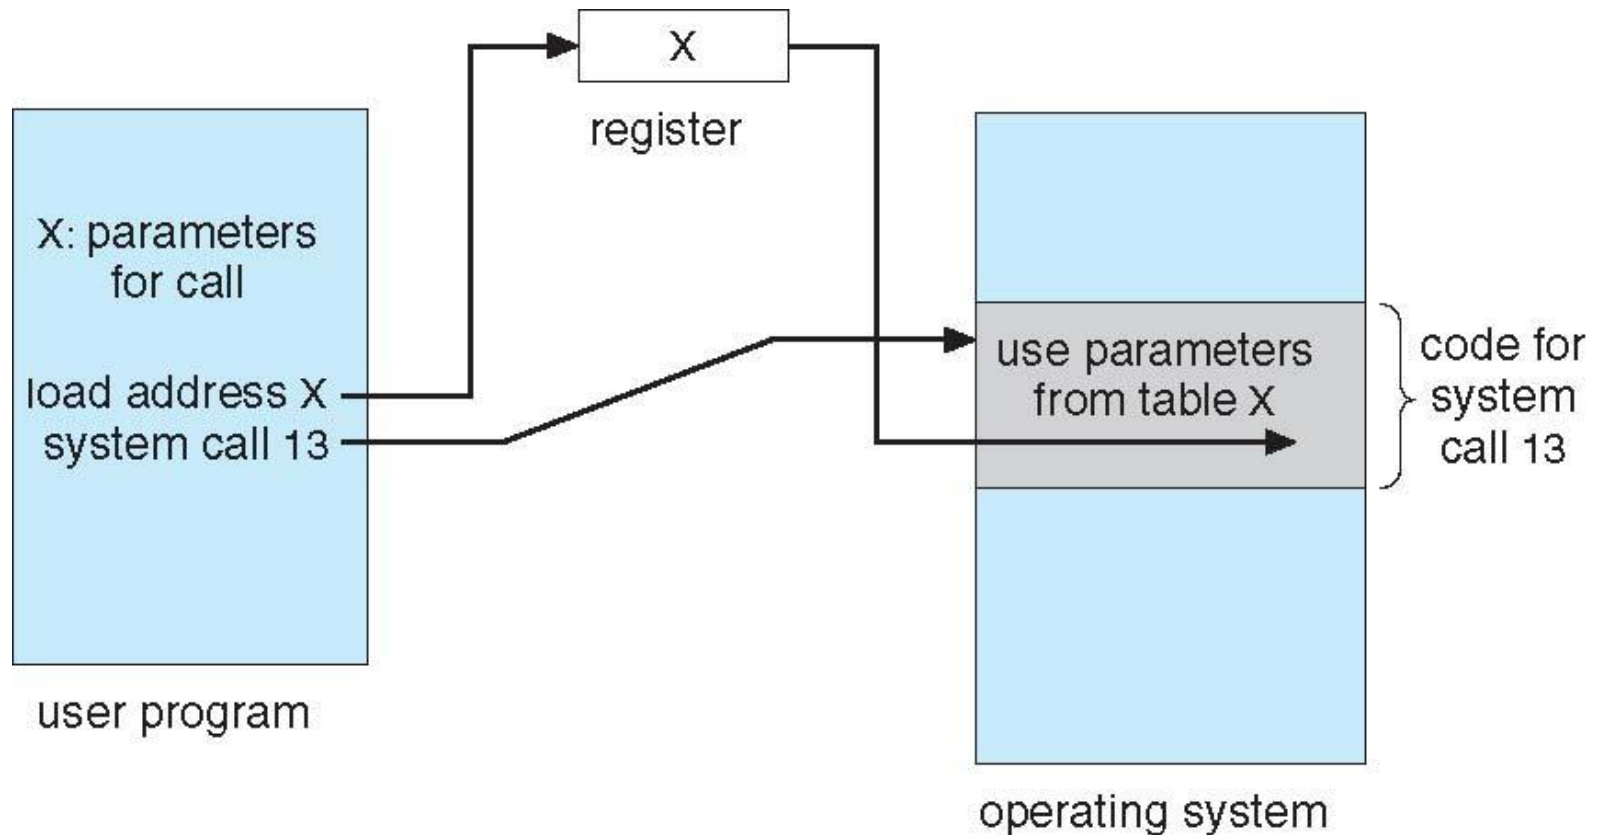 X
register
X: parameters
for call
load address X
system call 13
user program
use parameters
from table X
code for
system
call 13
operating system